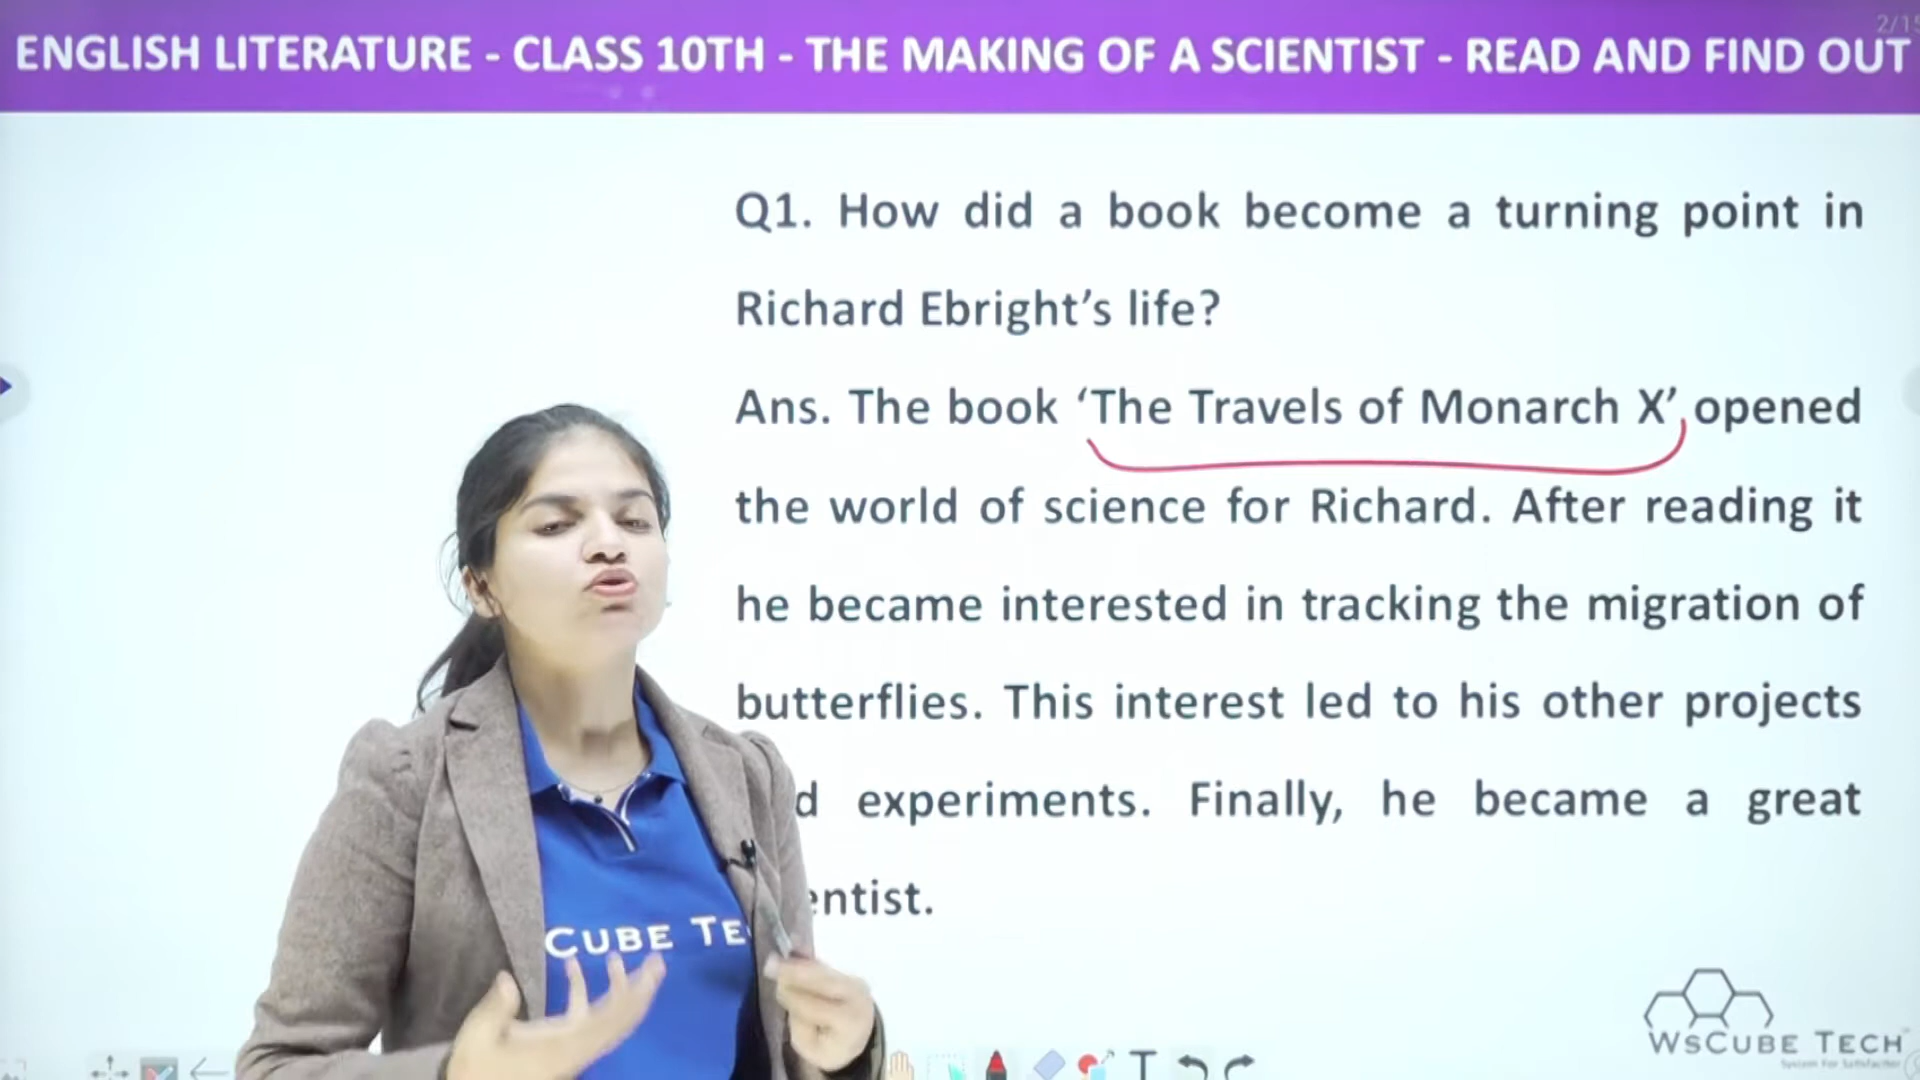 2/15
ENGLISH LITERATURE - CLASS 10TH - THE MAKING OF A SCIENTIST - READ AND FIND OUT
Q1. How did a book become a turning point in
Richard Ebright’s life?
Ans. The book ‘The Travels of Monarch X’ opened
the world of science for Richard. After reading it
he became interested in tracking the migration of
butterflies. This interest led to his other projects
experiments. Finally, he became a great
CUBE TE
WSCUBE TECH
T